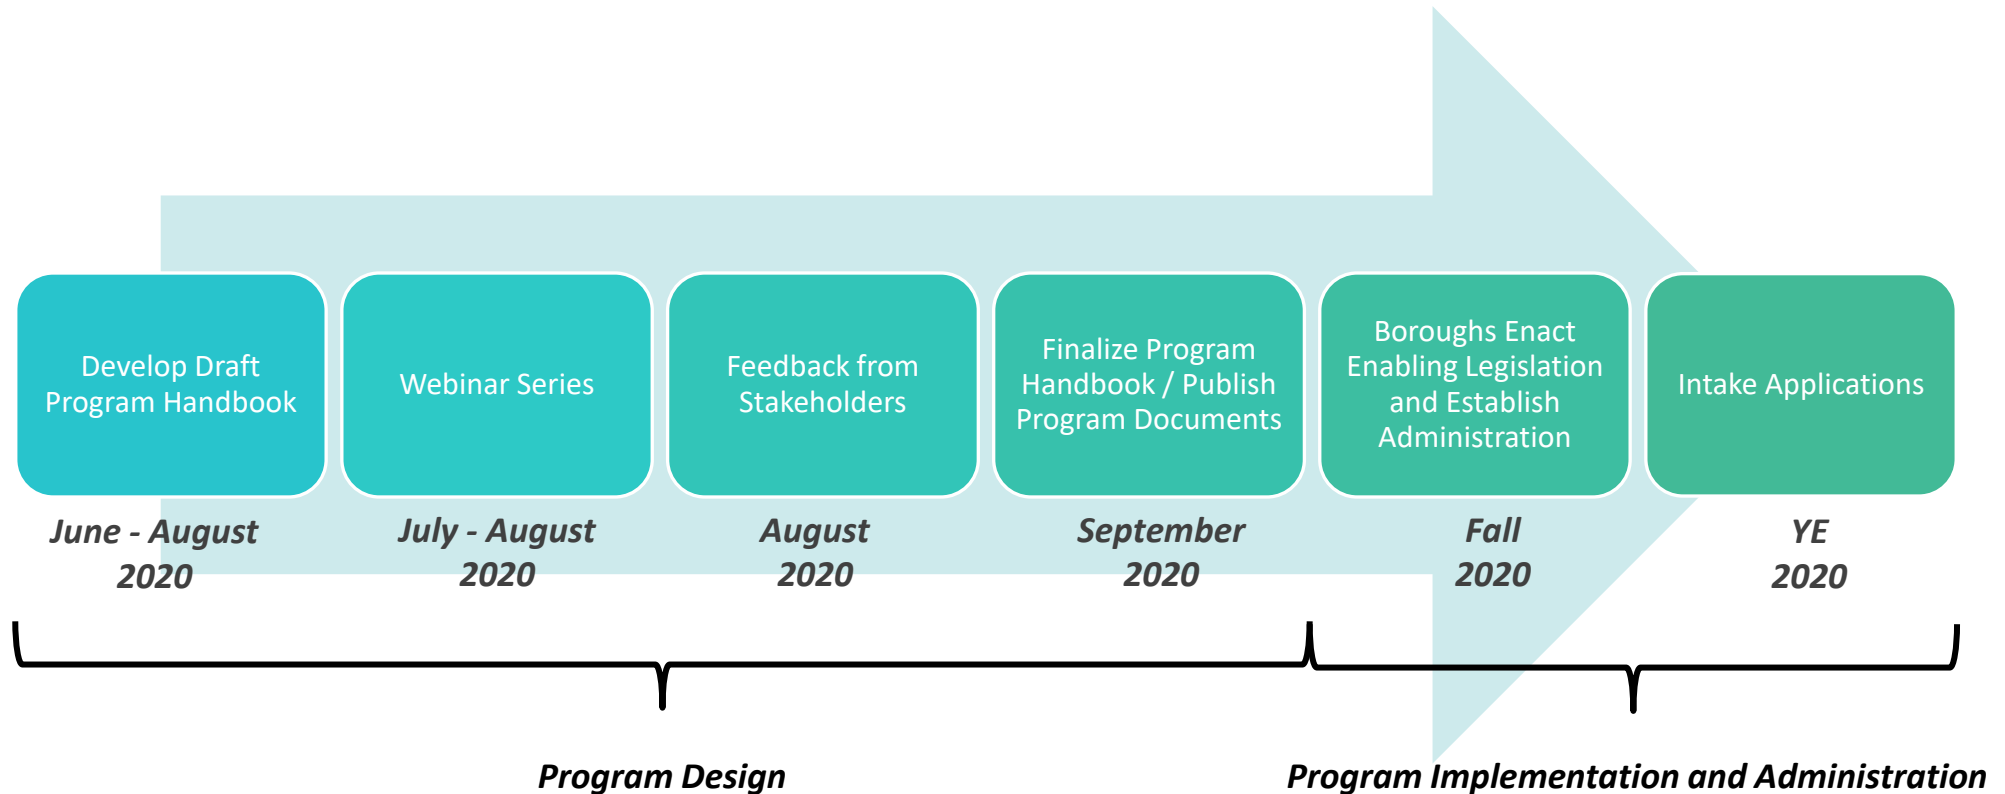 Develop Draft
Program Handbook
Webinar Series
Feedback from
Stakeholders
Finalize Program
Handbook / Publish
Program Documents
Boroughs Enact
Enabling Legislation
and Establish
Administration
Intake Applications
June - August
2020
July - August
2020
August
2020
September
2020
Fall
2020
YE
2020
Program Design
Program Implementation and Administration